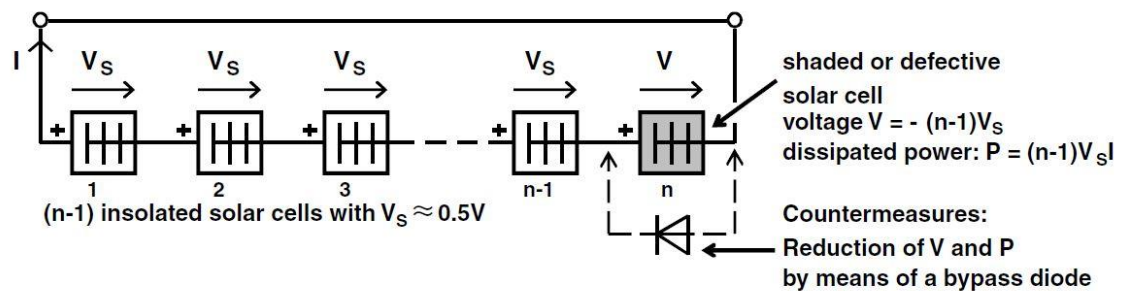 I
V_S V_S V_S V_S V
+ + + + +
1 2 3 n-1 n
(n-1) insolated solar cells with V_S ≈ 0.5V
shaded or defective
solar cell
voltage V = - (n-1)V_S
dissipated power: P = (n-1)V_S I
Countermeasures:
Reduction of V and P
by means of a bypass diode